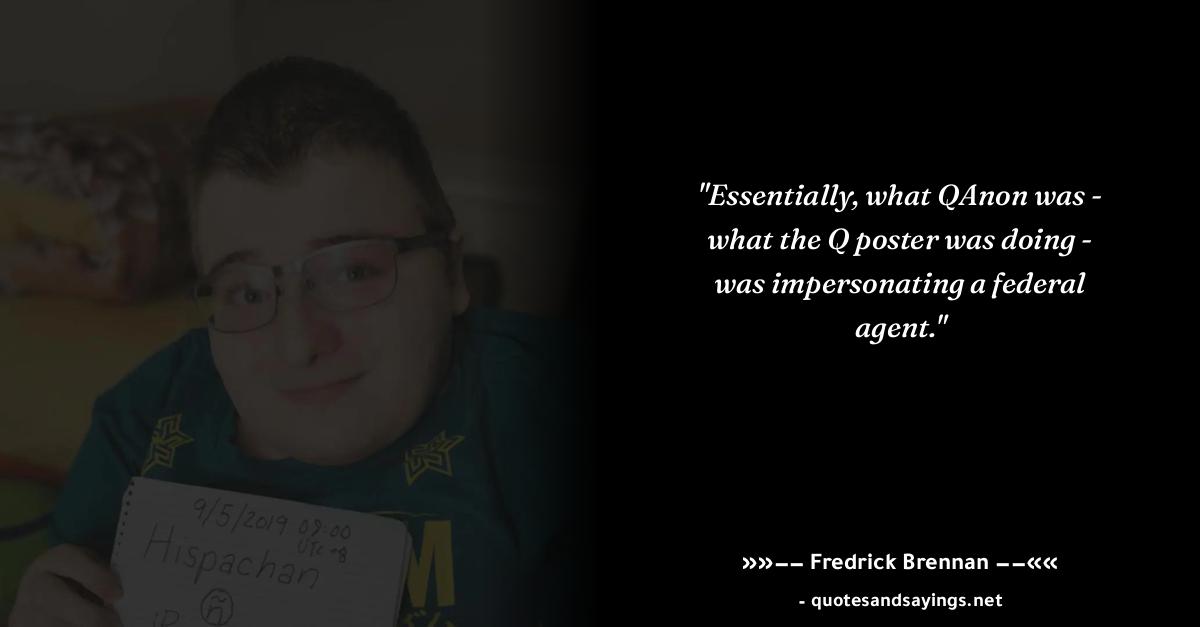 "Essentially, what QAnon was -
what the Q poster was doing -
was impersonating a federal
agent."
»»-- Fredrick Brennan --««
- quotesandsayings.net
9/5/2019 09:00
UTC +8
Hispachan
ñ
M